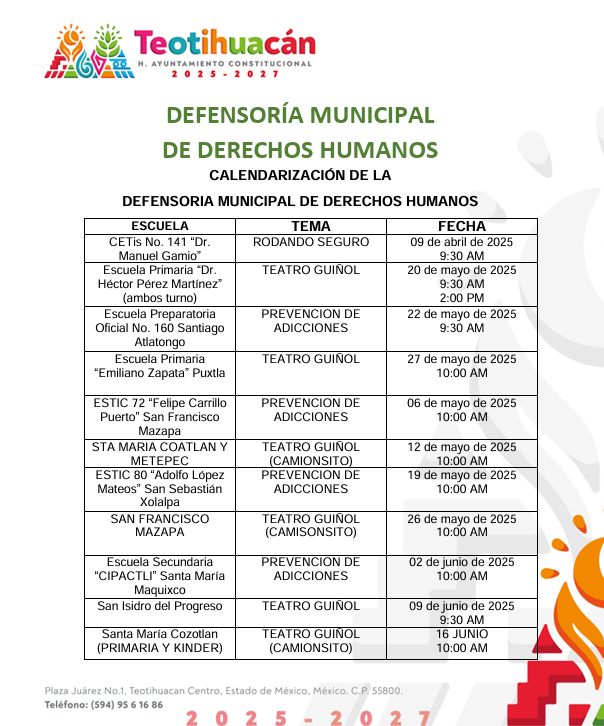 Teotihuacán
H. AYUNTAMIENTO CONSTITUCIONAL
2025-2027
DEFENSORÍA MUNICIPAL
DE DERECHOS HUMANOS
CALENDARIZACIÓN DE LA
DEFENSORIA MUNICIPAL DE DERECHOS HUMANOS
ESCUELA TEMA FECHA
CETis No. 141 “Dr. RODANDO SEGURO 09 de abril de 2025
Manuel Gamio” 9:30 AM
Escuela Primaria “Dr. TEATRO GUIÑOL 20 de mayo de 2025
Héctor Pérez Martínez” 9:30 AM
(ambos turno) 2:00 PM
Escuela Preparatoria PREVENCION DE 22 de mayo de 2025
Oficial No. 160 Santiago ADICCIONES 9:30 AM
Atlatongo
Escuela Primaria TEATRO GUIÑOL 27 de mayo de 2025
“Emiliano Zapata” Puxtla 10:00 AM
ESTIC 72 “Felipe Carrillo PREVENCION DE 06 de mayo de 2025
Puerto” San Francisco ADICCIONES 10:00 AM
Mazapa
STA MARIA COATLAN Y TEATRO GUIÑOL 12 de mayo de 2025
METEPEC (CAMIONSITO) 10:00 AM
ESTIC 80 “Adolfo López PREVENCION DE 19 de mayo de 2025
Mateos” San Sebastián ADICCIONES 10:00 AM
Xolalpa
SAN FRANCISCO TEATRO GUIÑOL 26 de mayo de 2025
MAZAPA (CAMISONSITO) 10:00 AM
Escuela Secundaria PREVENCION DE 02 de junio de 2025
“CIPACTLI” Santa María ADICCIONES 10:00 AM
Maquixco
San Isidro del Progreso TEATRO GUIÑOL 09 de junio de 2025
9:30 AM
Santa María Cozotlan TEATRO GUIÑOL 16 JUNIO
(PRIMARIA Y KINDER) (CAMIONSITO) 10:00 AM
Plaza Juárez No.1, Teotihuacan Centro, Estado de México, México. C.P. 55800.
Teléfono: (594) 95 6 16 86
2025-2027